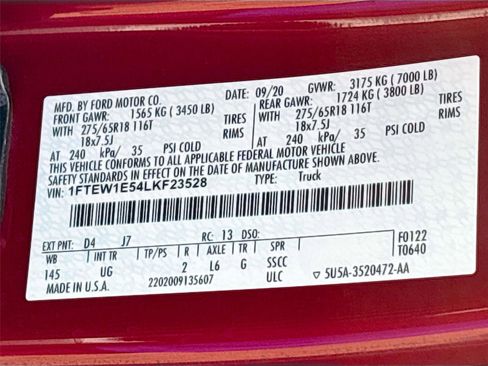 MFD. BY FORD MOTOR CO. DATE: 09/20 GVWR: 3175 KG ( 7000 LB)
FRONT GAWR: 1565 KG ( 3450 LB) REAR GAWR: 1724 KG ( 3800 LB)
WITH 275/65R18 116T TIRES WITH 275/65R18 116T TIRES
18x7.5J RIMS 18x7.5J RIMS
AT 240 kPa/ 35 PSI COLD AT 240 kPa/ 35 PSI COLD
THIS VEHICLE CONFORMS TO ALL APPLICABLE FEDERAL MOTOR VEHICLE
SAFETY STANDARDS IN EFFECT ON THE DATE OF MANUFACTURE SHOWN ABOVE.
VIN: 1FTEW1E54LKF23528 TYPE: Truck
EXT PNT: D4 J7 RC: 13 DSO: F0122
WB INT TR TP/PS R AXLE TR SPR T0640
145 UG 2 L6 G SSCC
MADE IN U.S.A. 2202009135607 ULC ▽ 5U5A-3520472-AA